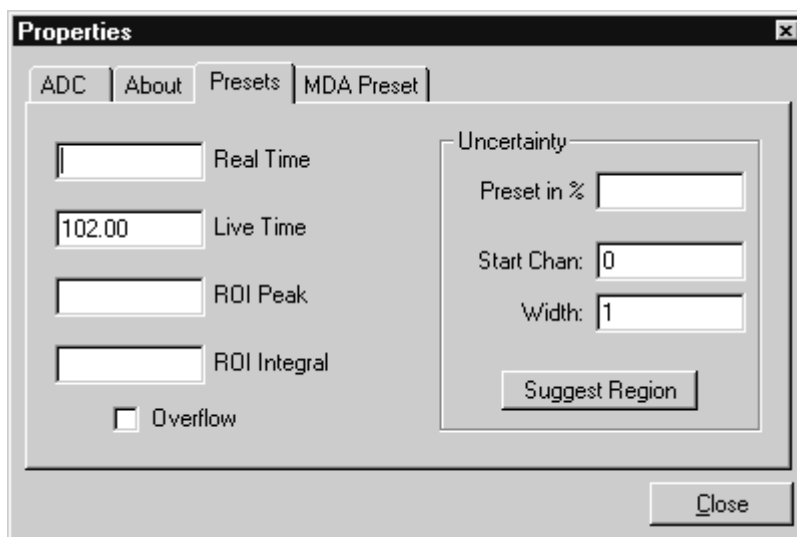 Properties
ADC
About
Presets
MDA Preset
Real Time
102.00 Live Time
ROI Peak
ROI Integral
Overflow
Uncertainty
Preset in %
Start Chan: 0
Width: 1
Suggest Region
Close